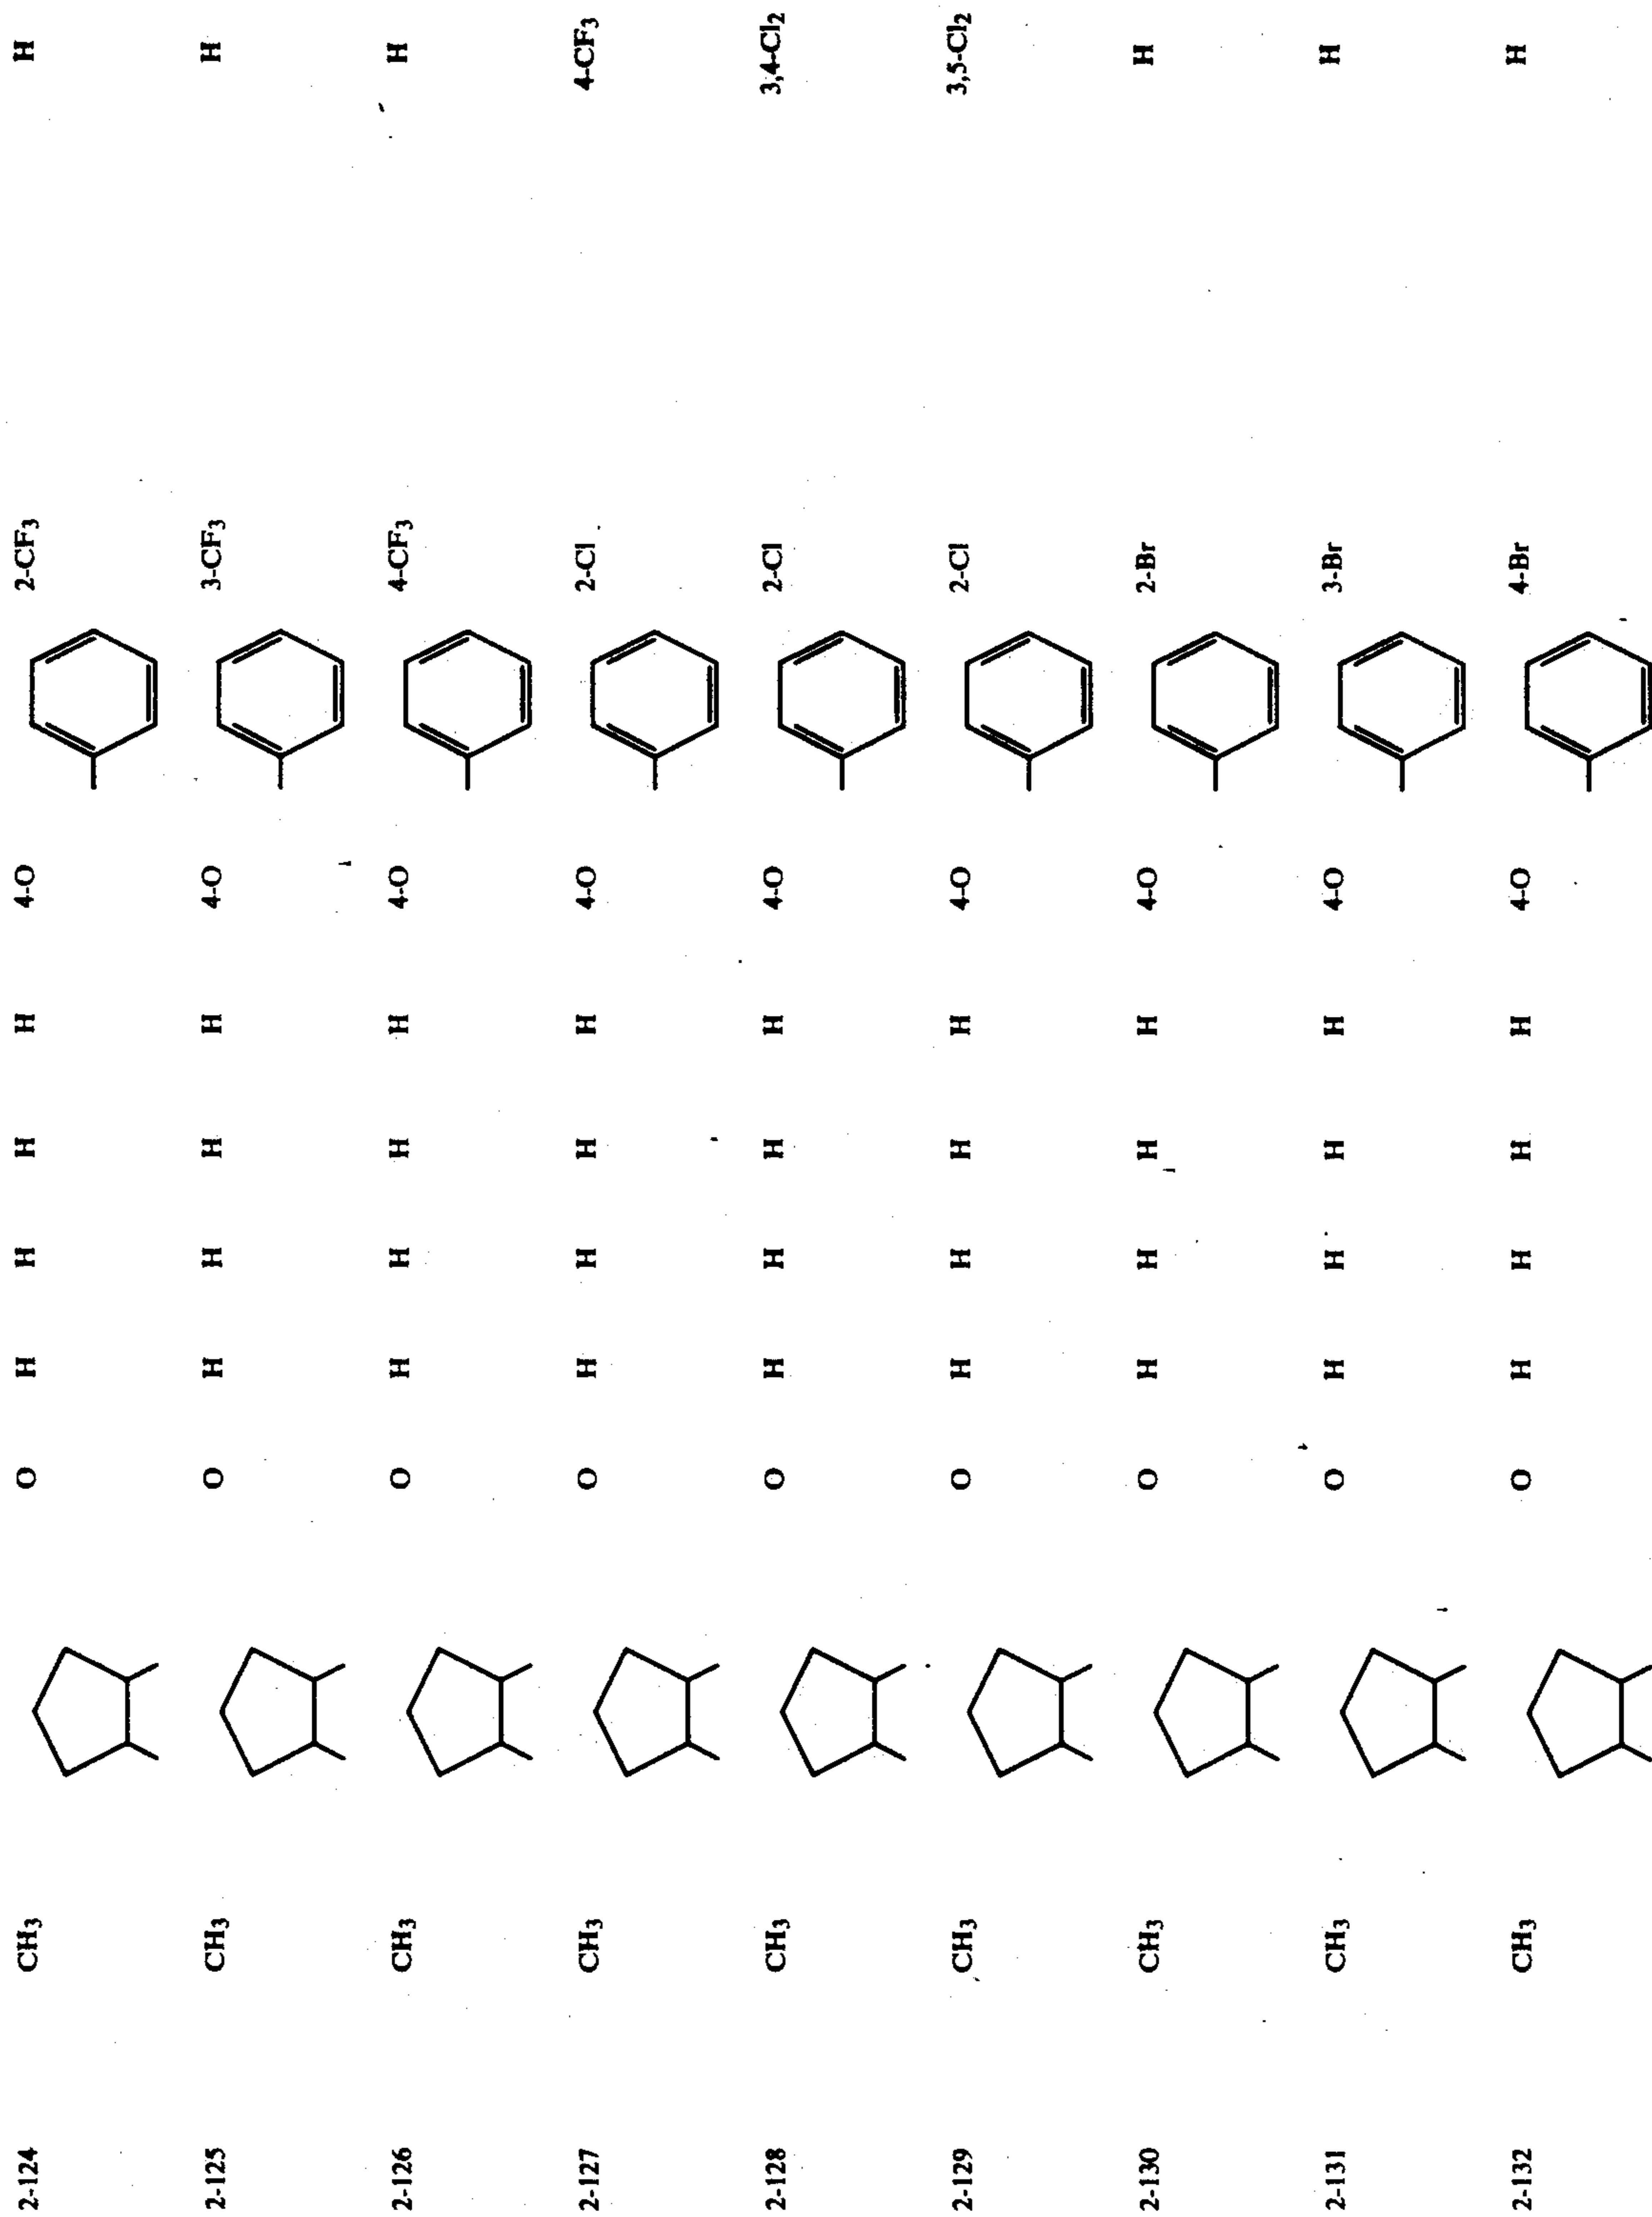 2-124 CH3 O H H H H 4-O 2-CF3 H
2-125 CH3 O H H H H 4-O 3-CF3 H
2-126 CH3 O H H H H 4-O 4-CF3 H
2-127 CH3 O H H H H 4-O 2-Cl 4-CF3
2-128 CH3 O H H H H 4-O 2-Cl 3,4-Cl2
2-129 CH3 O H H H H 4-O 2-Cl 3,5-Cl2
2-130 CH3 O H H H H 4-O 2-Br H
2-131 CH3 O H H H H 4-O 3-Br H
2-132 CH3 O H H H H 4-O 4-Br H